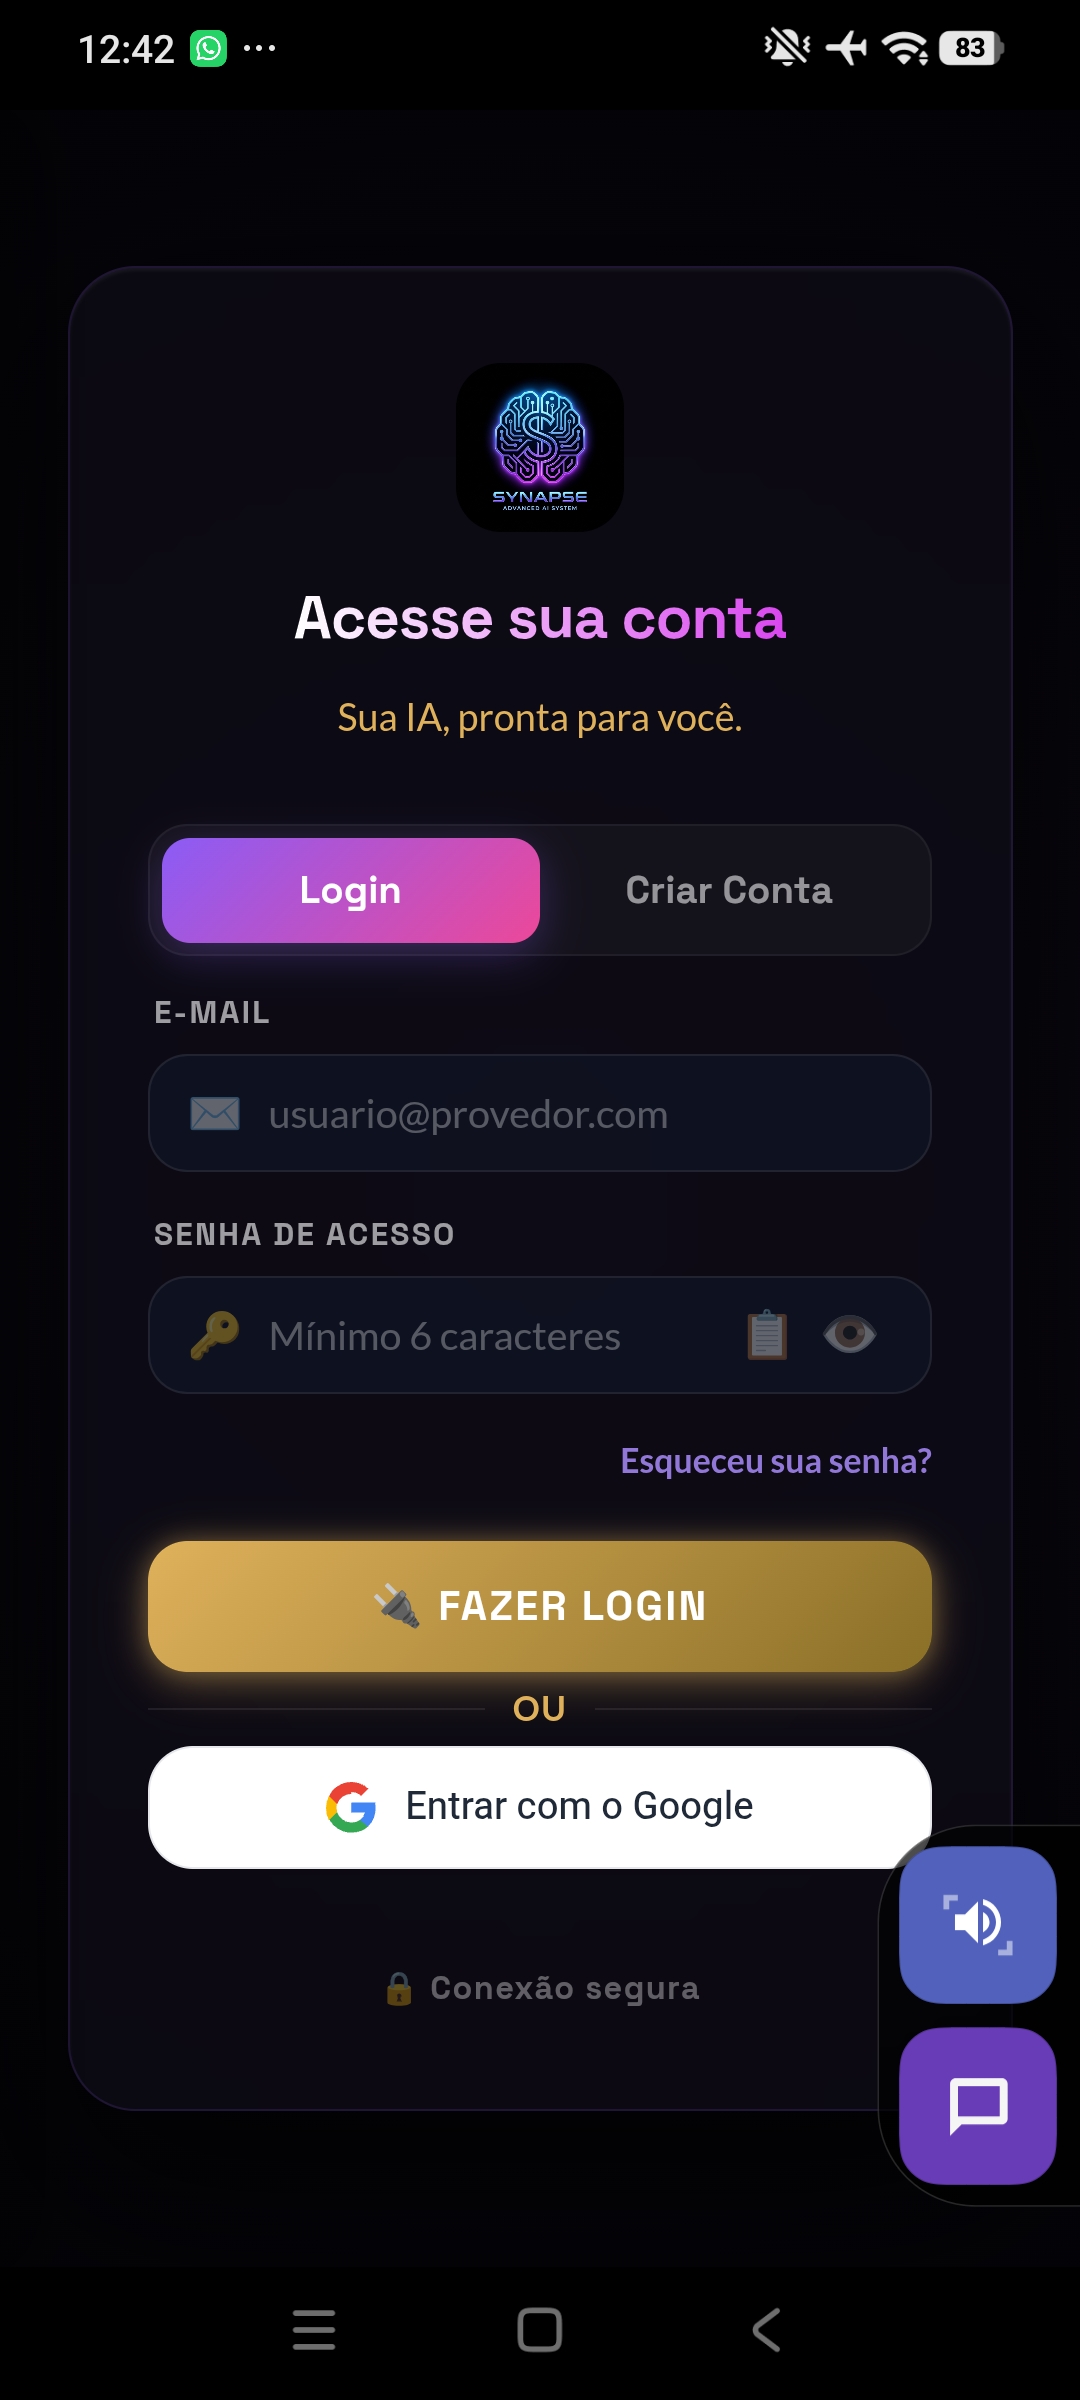 12:42
83
SYNAPSE
ADVANCED AI SYSTEM
Acesse sua conta
Sua IA, pronta para você.
Login
Criar Conta
E-MAIL
usuario@provedor.com
SENHA DE ACESSO
Mínimo 6 caracteres
Esqueceu sua senha?
FAZER LOGIN
OU
Entrar com o Google
Conexão segura